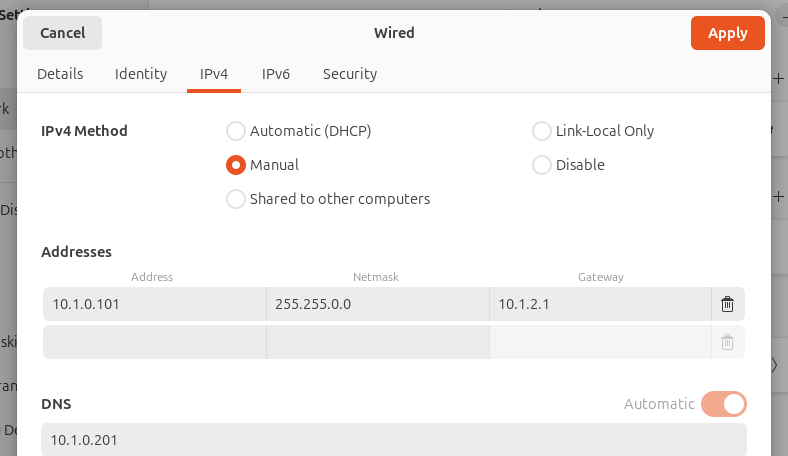 Cancel Wired Apply
Details Identity IPv4 IPv6 Security
IPv4 Method
Automatic (DHCP) Link-Local Only
Manual Disable
Shared to other computers
Addresses
Address Netmask Gateway
10.1.0.101 255.255.0.0 10.1.2.1
DNS Automatic
10.1.0.201